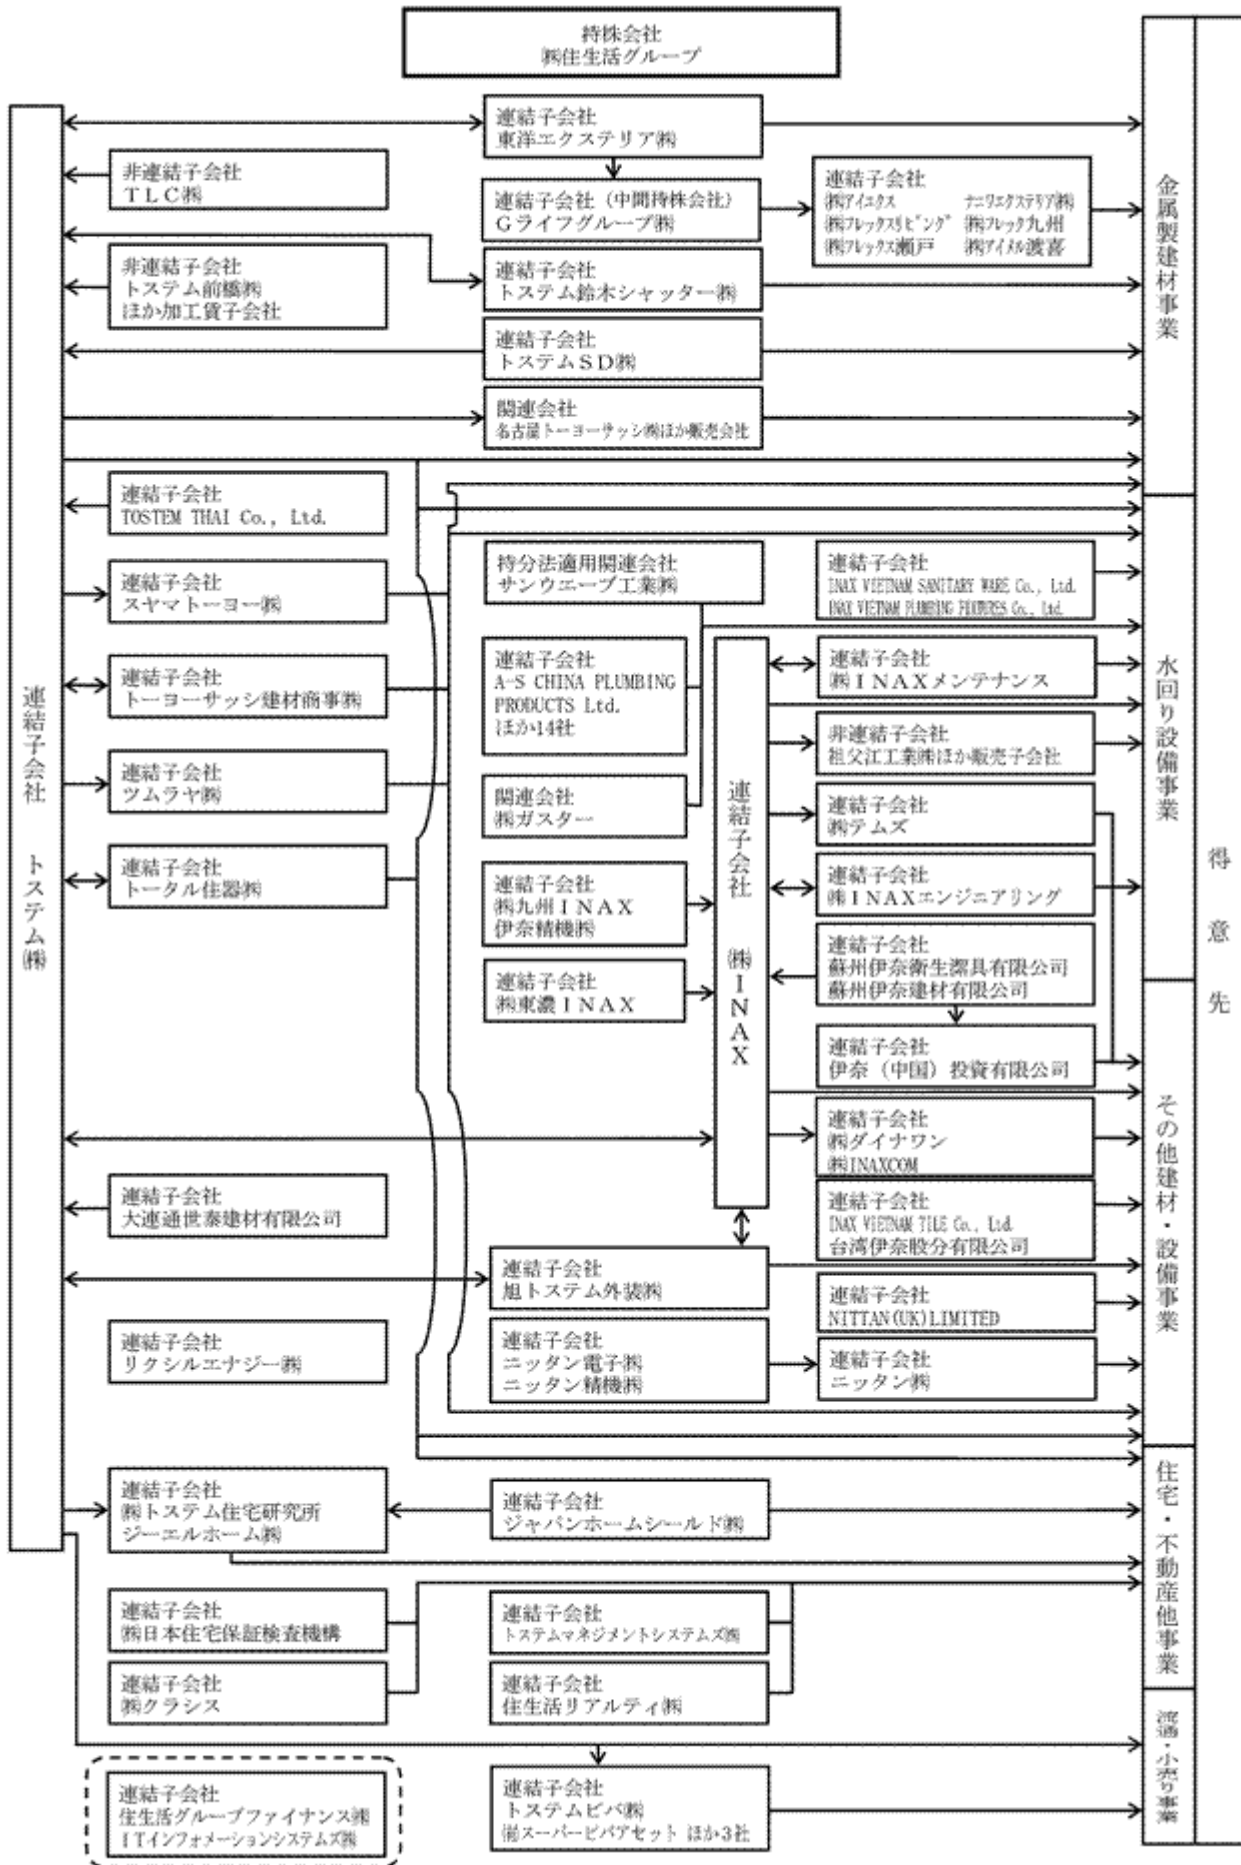 持株会社
㈱住生活グループ
連結子会社
東洋エクステリア㈱
非連結子会社
TLC㈱
連結子会社（中間持株会社）
Gライフグループ㈱
連結子会社
㈱アイエクス ナニワエクステリア㈱
㈱フレックスリビング ㈱フレック九州
㈱フレックス瀬戸 ㈱アイメル渡喜
非連結子会社
トステム前橋㈱
ほか加工賃子会社
連結子会社
トステム鈴木シャッター㈱
連結子会社
トステムSD㈱
関連会社
名古屋トーヨーサッシ㈱ほか販売会社
金属製建材事業
連結子会社
TOSTEM THAI Co., Ltd.
連結子会社
スヤマトーヨー㈱
連結子会社
トーヨーサッシ建材商事㈱
連結子会社
ツムラヤ㈱
連結子会社
トータル住器㈱
連結子会社 トステム㈱
持分法適用関連会社
サンウエーブ工業㈱
連結子会社
A-S CHINA PLUMBING
PRODUCTS Ltd.
ほか14社
関連会社
㈱ガスター
連結子会社
㈱九州INAX
伊奈精機㈱
連結子会社
㈱東濃INAX
連結子会社 ㈱INAX
連結子会社
INAX VIETNAM SANITARY WARE Co., Ltd.
INAX VIETNAM PLUMBING FIXTURES Co., Ltd.
連結子会社
㈱INAXメンテナンス
非連結子会社
祖父江工業㈱ほか販売子会社
連結子会社
㈱テムズ
連結子会社
㈱INAXエンジニアリング
連結子会社
蘇州伊奈衛生潔具有限公司
蘇州伊奈建材有限公司
連結子会社
伊奈（中国）投資有限公司
水回り設備事業
得意先
連結子会社
㈱ダイナワン
㈱INAXCOM
連結子会社
INAX VIETNAM TILE Co., Ltd.
台湾伊奈股分有限公司
連結子会社
大連通世泰建材有限公司
連結子会社
旭トステム外装㈱
連結子会社
NITTAN(UK)LIMITED
連結子会社
リクシルエナジー㈱
連結子会社
ニッタン電子㈱
ニッタン精機㈱
連結子会社
ニッタン㈱
その他建材・設備事業
連結子会社
㈱トステム住宅研究所
ジーエルホーム㈱
連結子会社
ジャパンホームシールド㈱
連結子会社
㈱日本住宅保証検査機構
連結子会社
トステムマネジメントシステムズ㈱
連結子会社
㈱クラシス
連結子会社
住生活リアルティ㈱
住宅・不動産他事業
連結子会社
住生活グループファイナンス㈱
ITインフォメーションシステムズ㈱
連結子会社
トステムビバ㈱
㈲スーパービバアセット ほか3社
流通・小売り事業